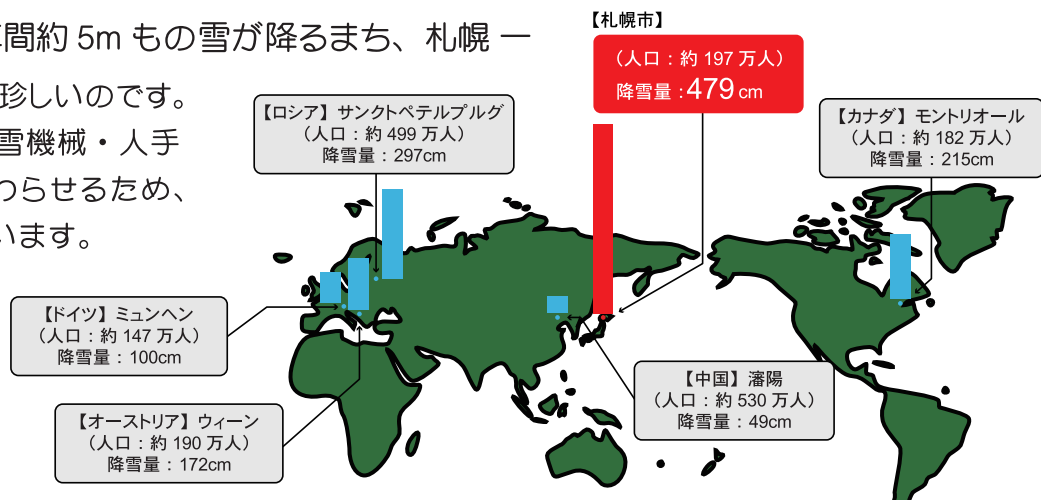 間約 5m もの雪が降るまち、札幌 ー
珍しいのです。
雪機械・人手
わらせるため、
います。
【札幌市】
（人口：約 197 万人）
降雪量：479 cm
【ロシア】サンクトペテルプルグ
（人口：約 499 万人）
降雪量：297cm
【カナダ】モントリオール
（人口：約 182 万人）
降雪量：215cm
【ドイツ】ミュンヘン
（人口：約 147 万人）
降雪量：100cm
【オーストリア】ウィーン
（人口：約 190 万人）
降雪量：172cm
【中国】瀋陽
（人口：約 530 万人）
降雪量：49cm